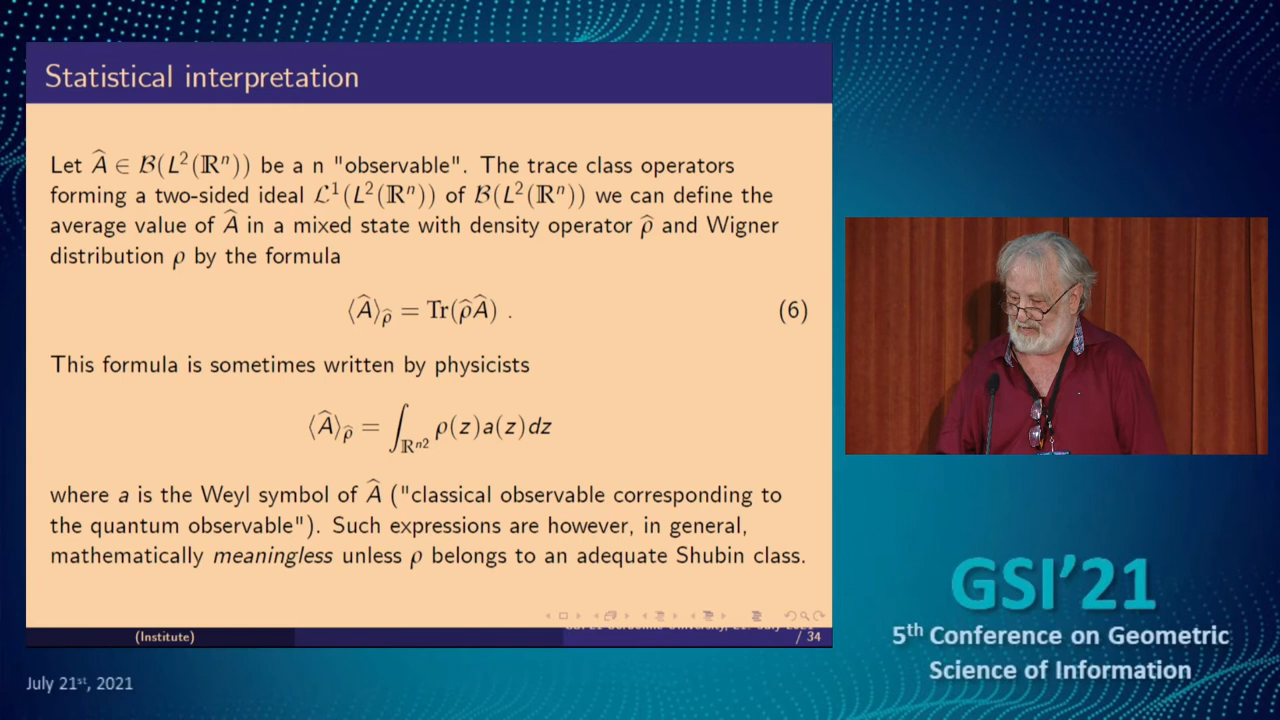 Statistical interpretation
Let Â ∈ ℬ(L²(ℝⁿ)) be a n "observable". The trace class operators
forming a two-sided ideal ℒ¹(L²(ℝⁿ)) of ℬ(L²(ℝⁿ)) we can define the
average value of Â in a mixed state with density operator ρ̂ and Wigner
distribution ρ by the formula
⟨Â⟩_ρ̂ = Tr(ρ̂Â) . (6)
This formula is sometimes written by physicists
⟨Â⟩_ρ̂ = ∫_ℝⁿ² ρ(z)a(z)dz
where a is the Weyl symbol of Â ("classical observable corresponding to
the quantum observable"). Such expressions are however, in general,
mathematically meaningless unless ρ belongs to an adequate Shubin class.
(Institute)
/ 34
July 21st, 2021
GSI'21
5th Conference on Geometric
Science of Information